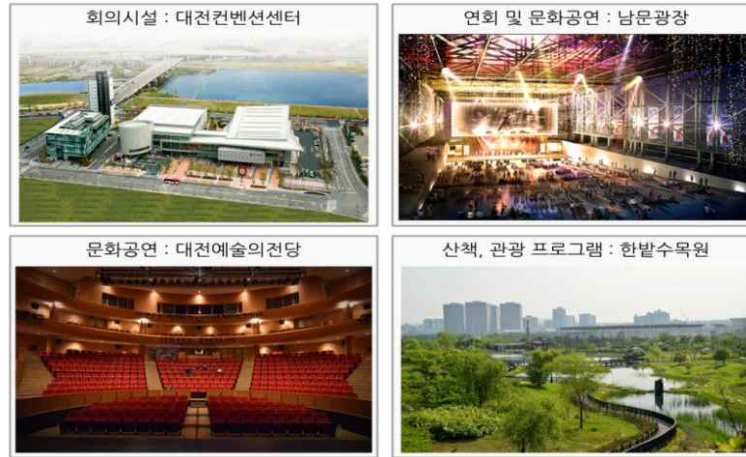 회의시설 : 대전컨벤션센터
연회 및 문화공연 : 남문광장
문화공연 : 대전예술의전당
산책, 관광 프로그램 : 한밭수목원